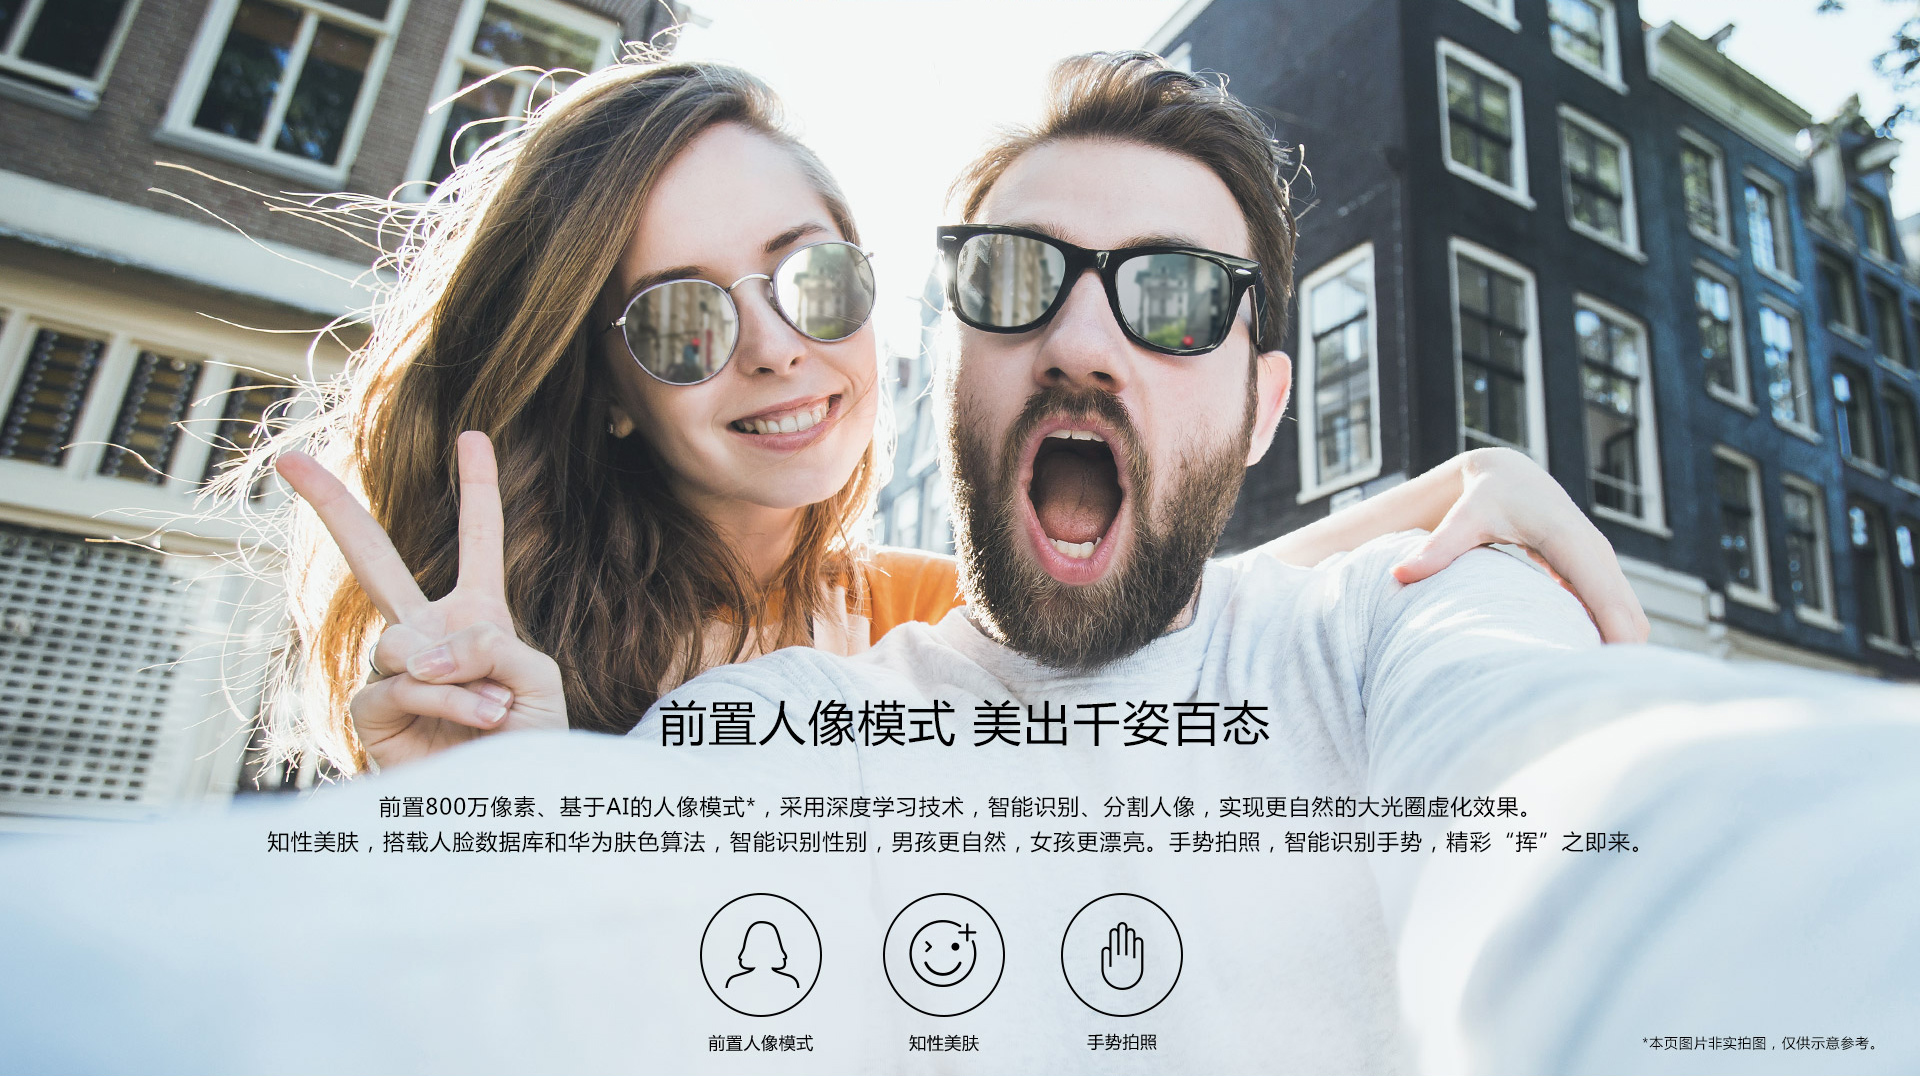 前置人像模式 美出千姿百态
前置800万像素、基于AI的人像模式*，采用深度学习技术，智能识别、分割人像，实现更自然的大光圈虚化效果。
知性美肤，搭载人脸数据库和华为肤色算法，智能识别性别，男孩更自然，女孩更漂亮。手势拍照，智能识别手势，精彩“挥”之即来。
前置人像模式
知性美肤
手势拍照
*本页图片非实拍图，仅供示意参考。